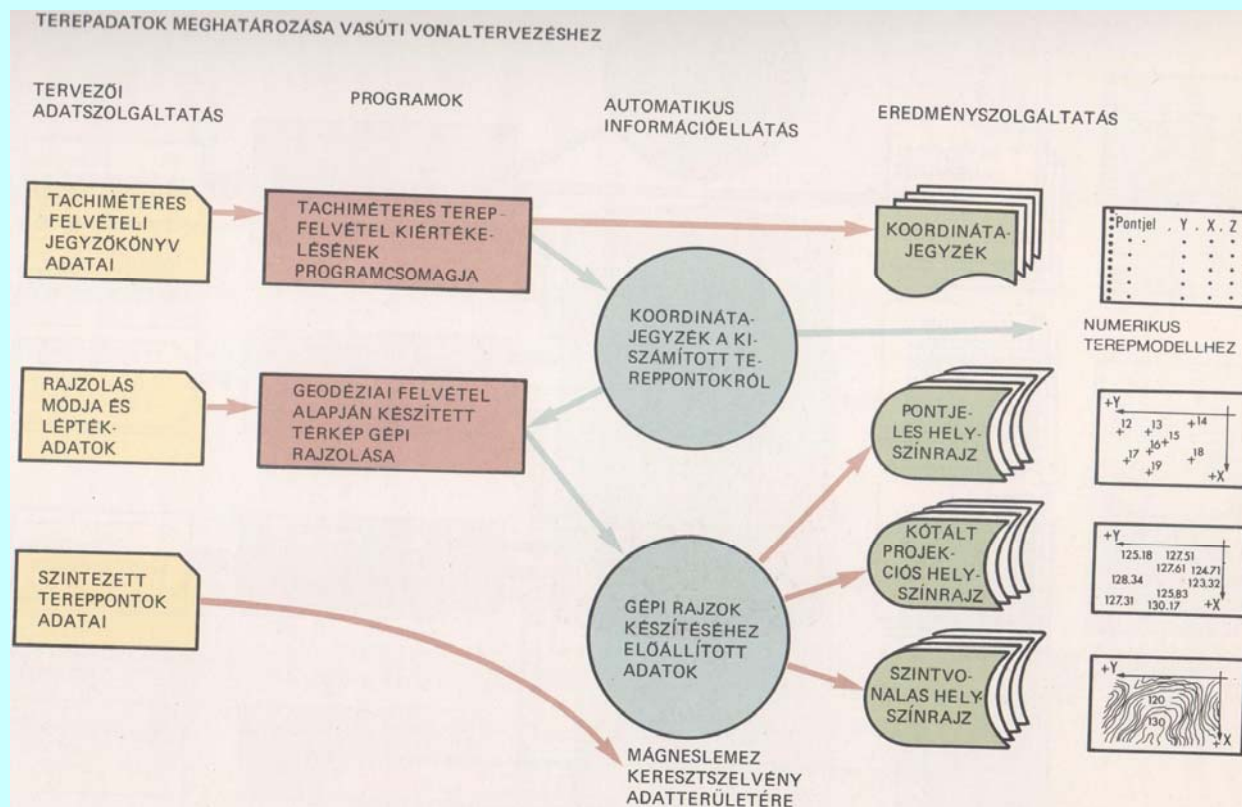 TEREPADATOK MEGHATÁROZÁSA VASÚTI VONALTERVEZÉSHEZ
TERVEZŐI
ADATSZOLGÁLTATÁS
PROGRAMOK
AUTOMATIKUS
INFORMÁCIÓELLÁTÁS
EREDMÉNYSZOLGÁLTATÁS
TACHIMÉTERES
FELVÉTELI
JEGYZŐKÖNYV
ADATAI
TACHIMÉTERES TEREP-
FELVÉTEL KIÉRTÉKE-
LÉSÉNEK
PROGRAMCSOMAGJA
KOORDINÁTA-
JEGYZÉK
Pontjel . Y . X . Z
KOORDINÁTA-
JEGYZÉK A KI-
SZÁMÍTOTT TE-
REPPONTOKRÓL
NUMERIKUS
TEREPMODELLHEZ
RAJZOLÁS
MÓDJA ÉS
LÉPTÉK-
ADATOK
GEODÉZIAI FELVÉTEL
ALAPJÁN KÉSZÍTETT
TÉRKÉP GÉPI
RAJZOLÁSA
PONTJE-
LES HELY-
SZÍNRAJZ
+Y
+12 +13 +14
+16 +15
+17 +18
+19 +X
KÓTÁLT
PROJEK-
CIÓS HELY-
SZÍNRAJZ
+Y
125.18 127.51
127.61 124.71
128.34 123.32
125.83
127.31 130.17 +X
SZINTEZETT
TEREPPONTOK
ADATAI
GÉPI RAJZOK
KÉSZÍTÉSÉHEZ
ELŐÁLLÍTOTT
ADATOK
SZINTVO-
NALAS HELY-
SZÍNRAJZ
+Y
120
130
+X
MÁGNESLEMEZ
KERESZTSZELVÉNY
ADATTERÜLETÉRE